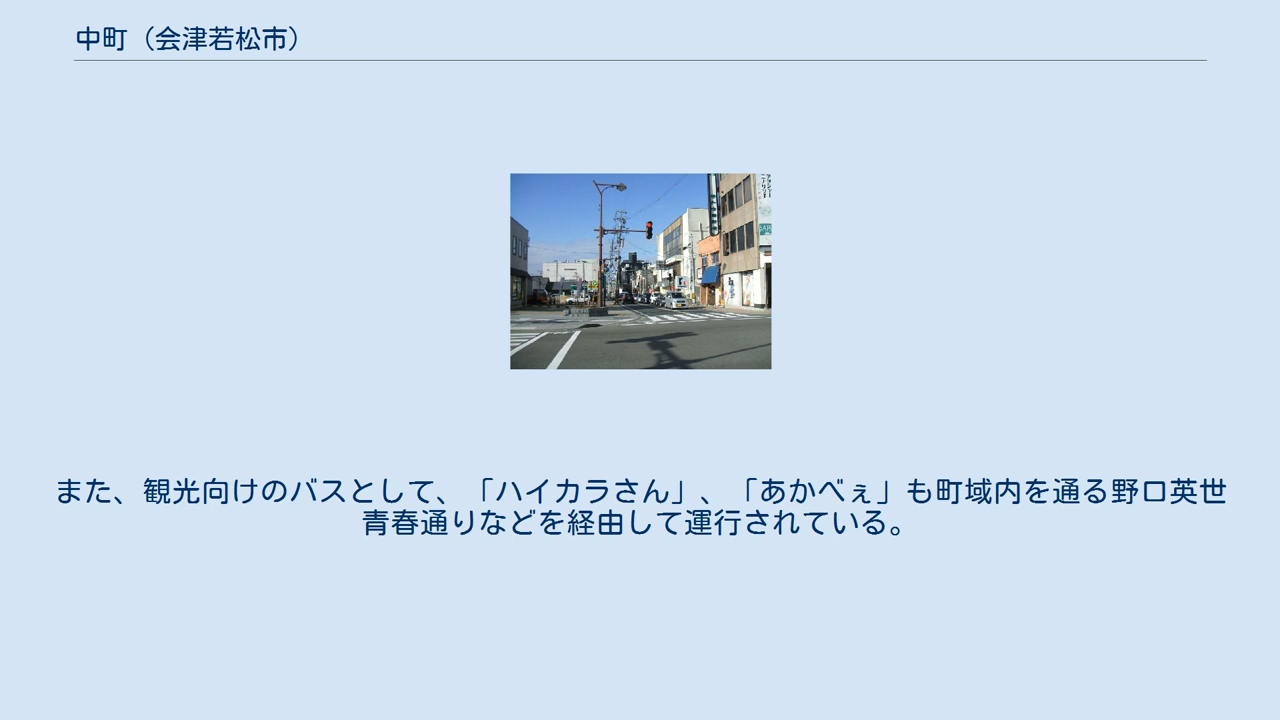 中町（会津若松市）
また、観光向けのバスとして、「ハイカラさん」、「あかべぇ」も町域内を通る野口英世
青春通りなどを経由して運行されている。